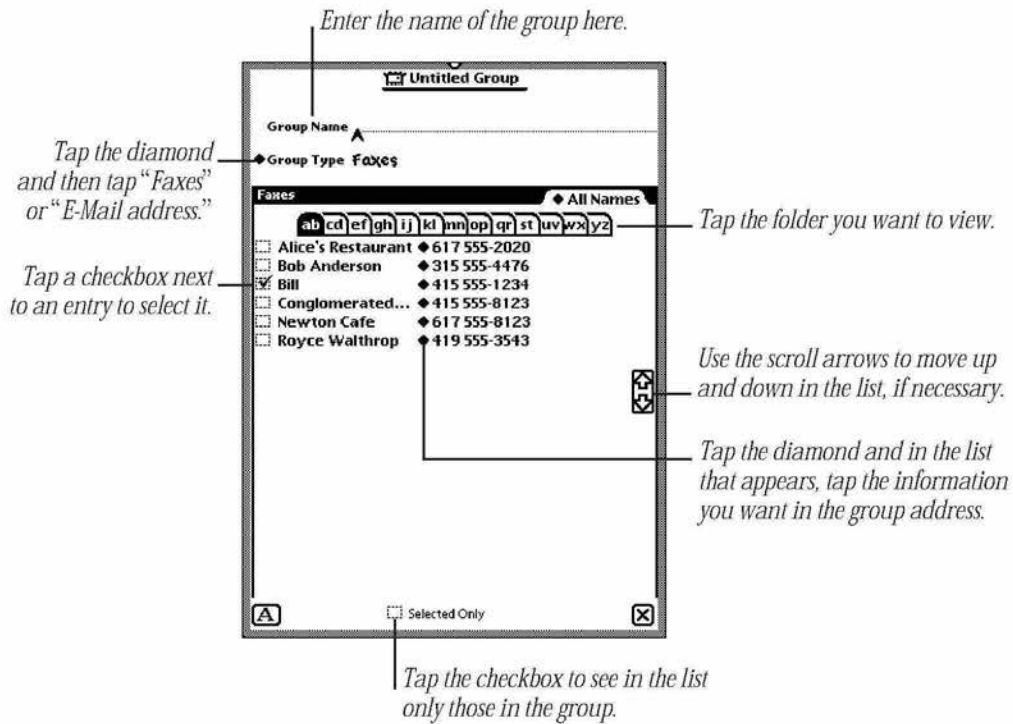 Enter the name of the group here.
Untitled Group
Group Name
Tap the diamond
and then tap “Faxes”
or “E-Mail address.”
◆Group Type Faxes
Faxes
◆ All Names
ab cd ef gh ij kl mn op qr st uv wx yz
Tap the folder you want to view.
Alice's Restaurant ◆617 555-2020
Bob Anderson ◆315 555-4476
Bill ◆415 555-1234
Conglomerated... ◆415 555-8123
Newton Cafe ◆617 555-8123
Royce Walthrop ◆419 555-3543
Tap a checkbox next
to an entry to select it.
Use the scroll arrows to move up
and down in the list, if necessary.
Tap the diamond and in the list
that appears, tap the information
you want in the group address.
A
Selected Only
X
Tap the checkbox to see in the list
only those in the group.